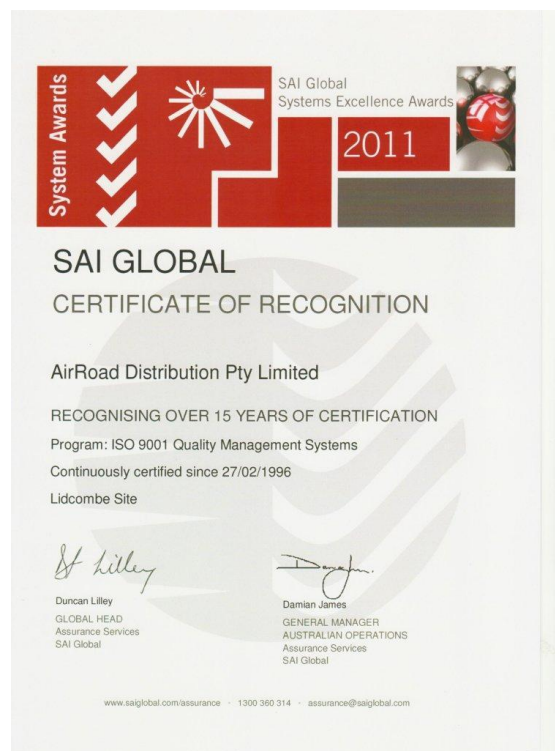 System Awards
SAI Global
Systems Excellence Awards
2011
SAI GLOBAL
CERTIFICATE OF RECOGNITION
AirRoad Distribution Pty Limited
RECOGNISING OVER 15 YEARS OF CERTIFICATION
Program: ISO 9001 Quality Management Systems
Continuously certified since 27/02/1996
Lidcombe Site
Duncan Lilley
GLOBAL HEAD
Assurance Services
SAI Global
Damian James
GENERAL MANAGER
AUSTRALIAN OPERATIONS
Assurance Services
SAI Global
www.saiglobal.com/assurance · 1300 360 314 · assurance@saiglobal.com